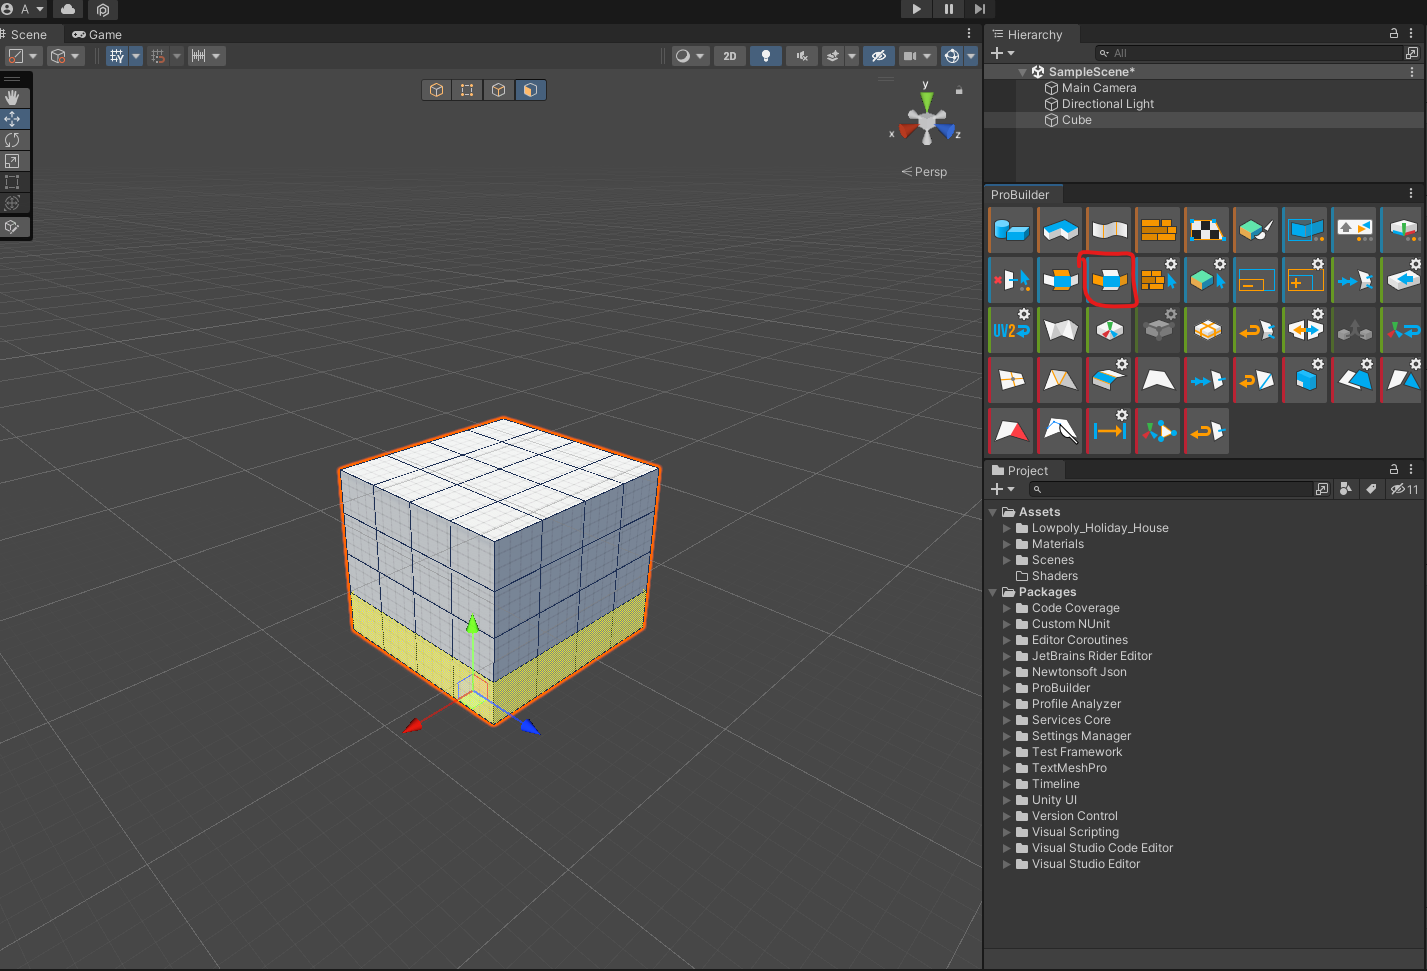 A
Scene
Game
2D
y
x
z
Persp
Hierarchy
All
SampleScene*
Main Camera
Directional Light
Cube
ProBuilder
UV2
Project
11
Assets
Lowpoly_Holiday_House
Materials
Scenes
Shaders
Packages
Code Coverage
Custom NUnit
Editor Coroutines
JetBrains Rider Editor
Newtonsoft Json
ProBuilder
Profile Analyzer
Services Core
Settings Manager
Test Framework
TextMeshPro
Timeline
Unity UI
Version Control
Visual Scripting
Visual Studio Code Editor
Visual Studio Editor